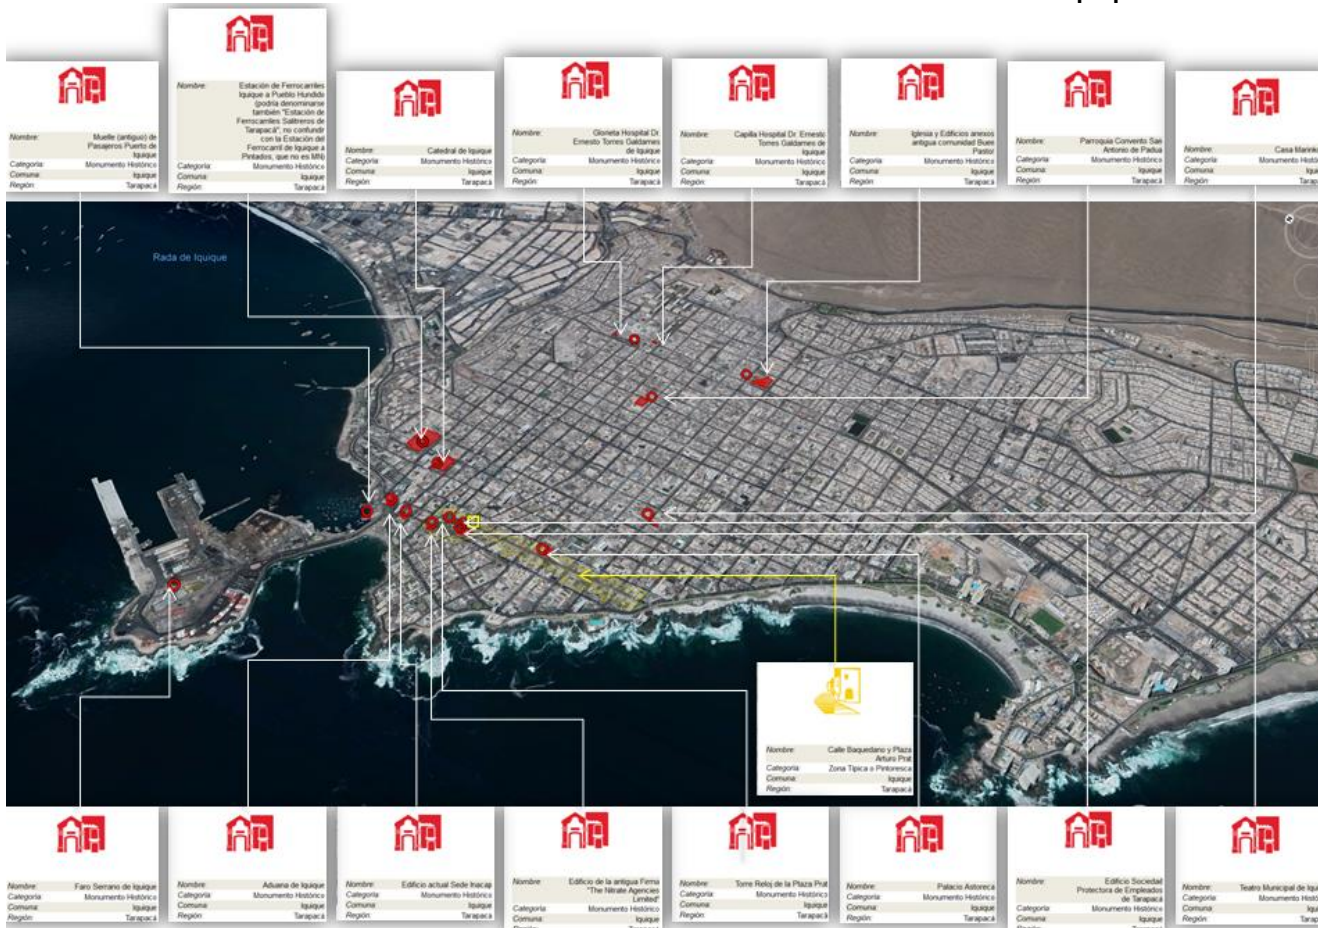 Nombre: Muelle (antiguo) de
Pasajeros Puerto de
Iquique
Categoría: Monumento Histórico
Comuna: Iquique
Región: Tarapacá
Nombre: Estación de Ferrocarriles
Iquique a Pueblo Hundido
(podría denominarse
también "Estación de
Ferrocarriles Salitreros de
Tarapacá", no confundir
con la Estación del
Ferrocarril de Iquique a
Pintados, que no es MN)
Categoría: Monumento Histórico
Comuna: Iquique
Región: Tarapacá
Nombre: Catedral de Iquique
Categoría: Monumento Histórico
Comuna: Iquique
Región: Tarapacá
Nombre: Glorieta Hospital Dr.
Ernesto Torres Galdames
de Iquique
Categoría: Monumento Histórico
Comuna: Iquique
Región: Tarapacá
Nombre: Capilla Hospital Dr. Ernesto
Torres Galdames de
Iquique
Categoría: Monumento Histórico
Comuna: Iquique
Región: Tarapacá
Nombre: Iglesia y Edificios anexos
antigua comunidad Buen
Pastor
Categoría: Monumento Histórico
Comuna: Iquique
Región: Tarapacá
Nombre: Parroquia Convento San
Antonio de Padua
Categoría: Monumento Histórico
Comuna: Iquique
Región: Tarapacá
Nombre: Casa Marink
Categoría: Monumento Histó
Comuna: Iqui
Región: Tarap
Rada de Iquique
Nombre: Calle Baquedano y Plaza
Arturo Prat
Categoría: Zona Típica o Pintoresca
Comuna: Iquique
Región: Tarapacá
Nombre: Faro Serrano de Iquique
Categoría: Monumento Histórico
Comuna: Iquique
Región: Tarapacá
Nombre: Aduana de Iquique
Categoría: Monumento Histórico
Comuna: Iquique
Región: Tarapacá
Nombre: Edificio actual Sede Inacap
Categoría: Monumento Histórico
Comuna: Iquique
Región: Tarapacá
Nombre: Edificio de la antigua Firma
"The Nitrate Agencies
Limited"
Categoría: Monumento Histórico
Comuna: Iquique
Nombre: Torre Reloj de la Plaza Prat
Categoría: Monumento Histórico
Comuna: Iquique
Región: Tarapacá
Nombre: Palacio Astoreca
Categoría: Monumento Histórico
Comuna: Iquique
Región: Tarapacá
Nombre: Edificio Sociedad
Protectora de Empleados
de Tarapacá
Categoría: Monumento Histórico
Comuna: Iquique
Nombre: Teatro Municipal de Iqui
Categoría: Monumento Histó
Comuna: Iqui
Región: Tarap